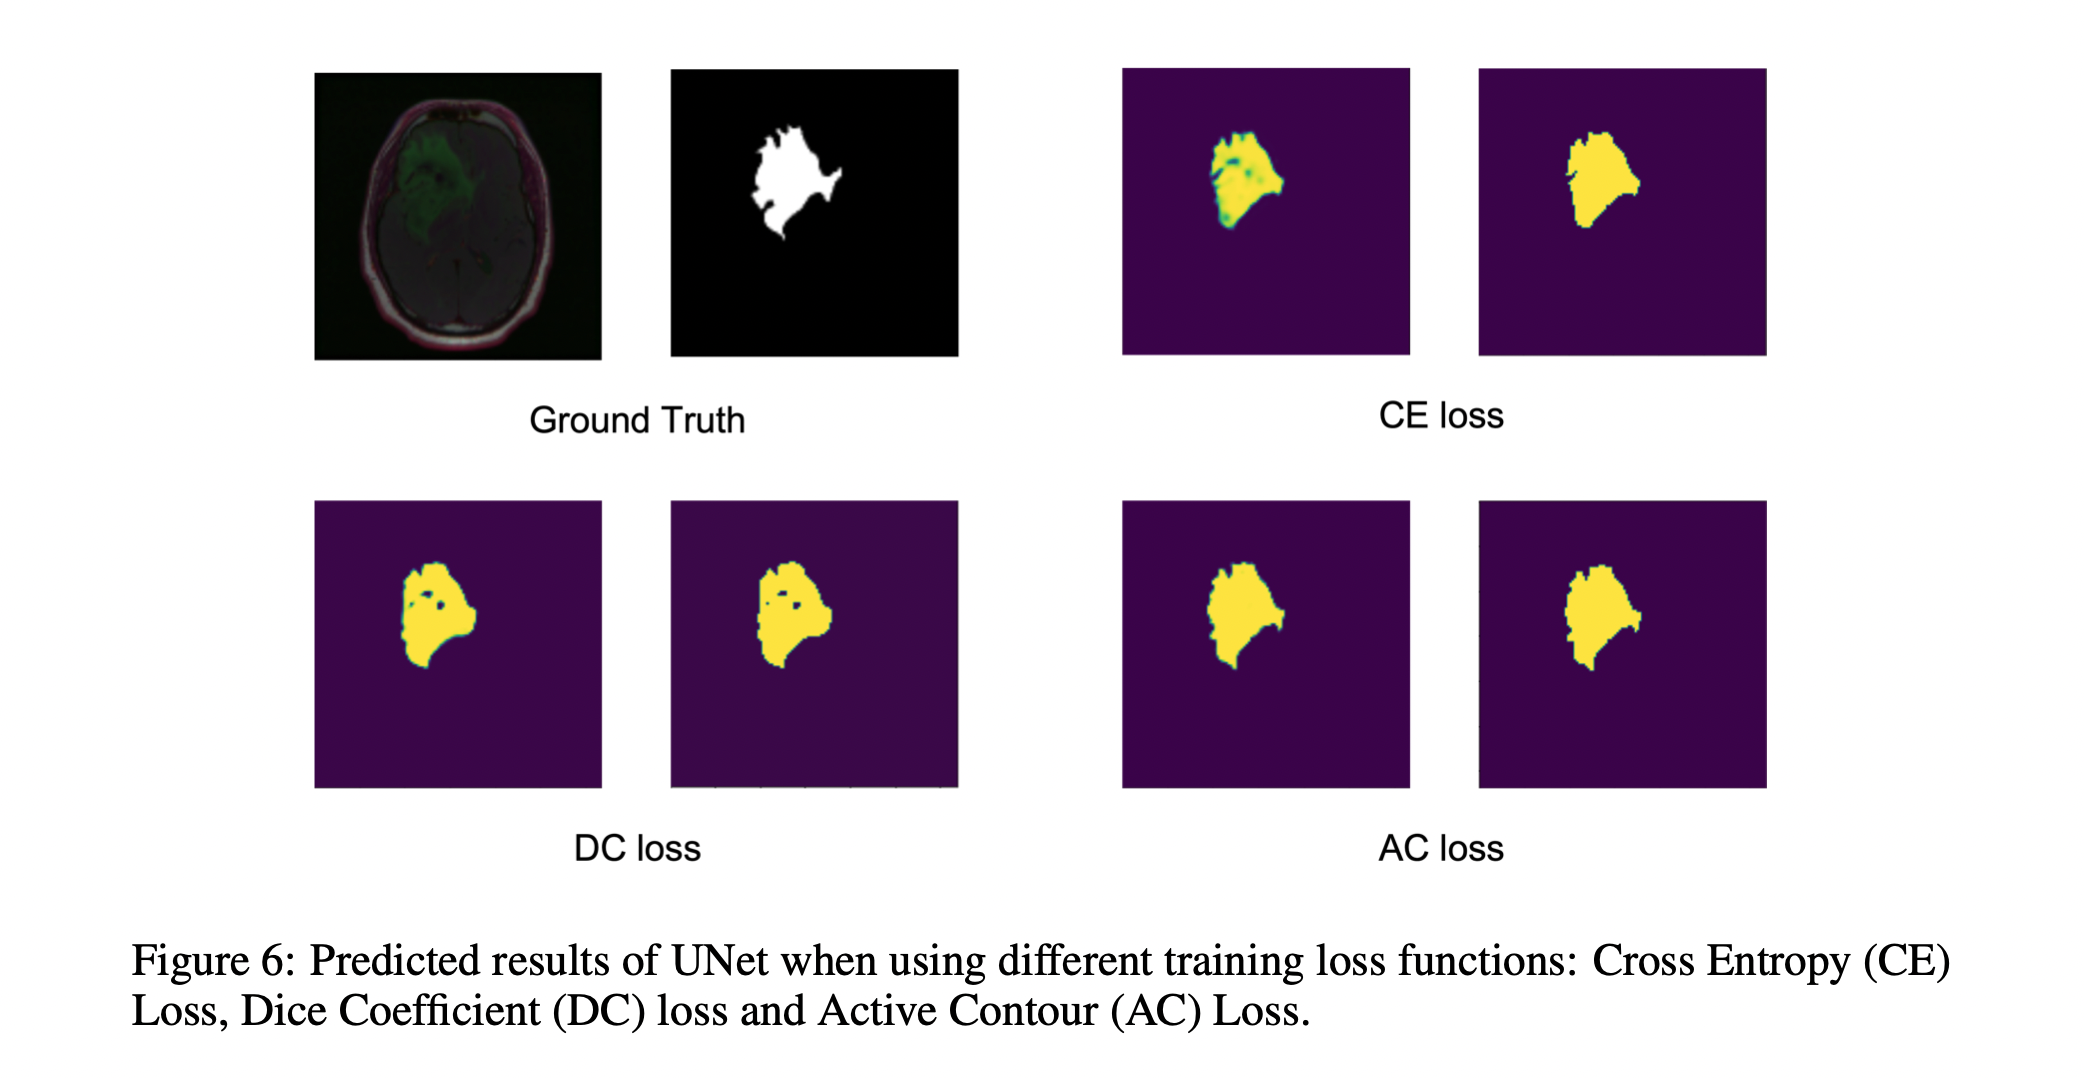 Ground Truth
CE loss
DC loss
AC loss
Figure 6: Predicted results of UNet when using different training loss functions: Cross Entropy (CE)
Loss, Dice Coefficient (DC) loss and Active Contour (AC) Loss.